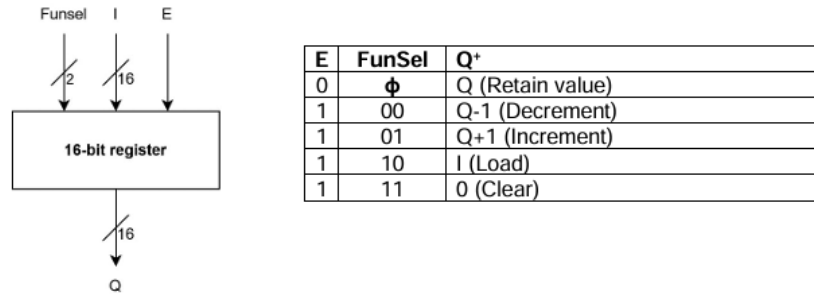 Funsel I E
2 16
16-bit register
16
Q
E FunSel Q⁺
0 ϕ Q (Retain value)
1 00 Q-1 (Decrement)
1 01 Q+1 (Increment)
1 10 I (Load)
1 11 0 (Clear)